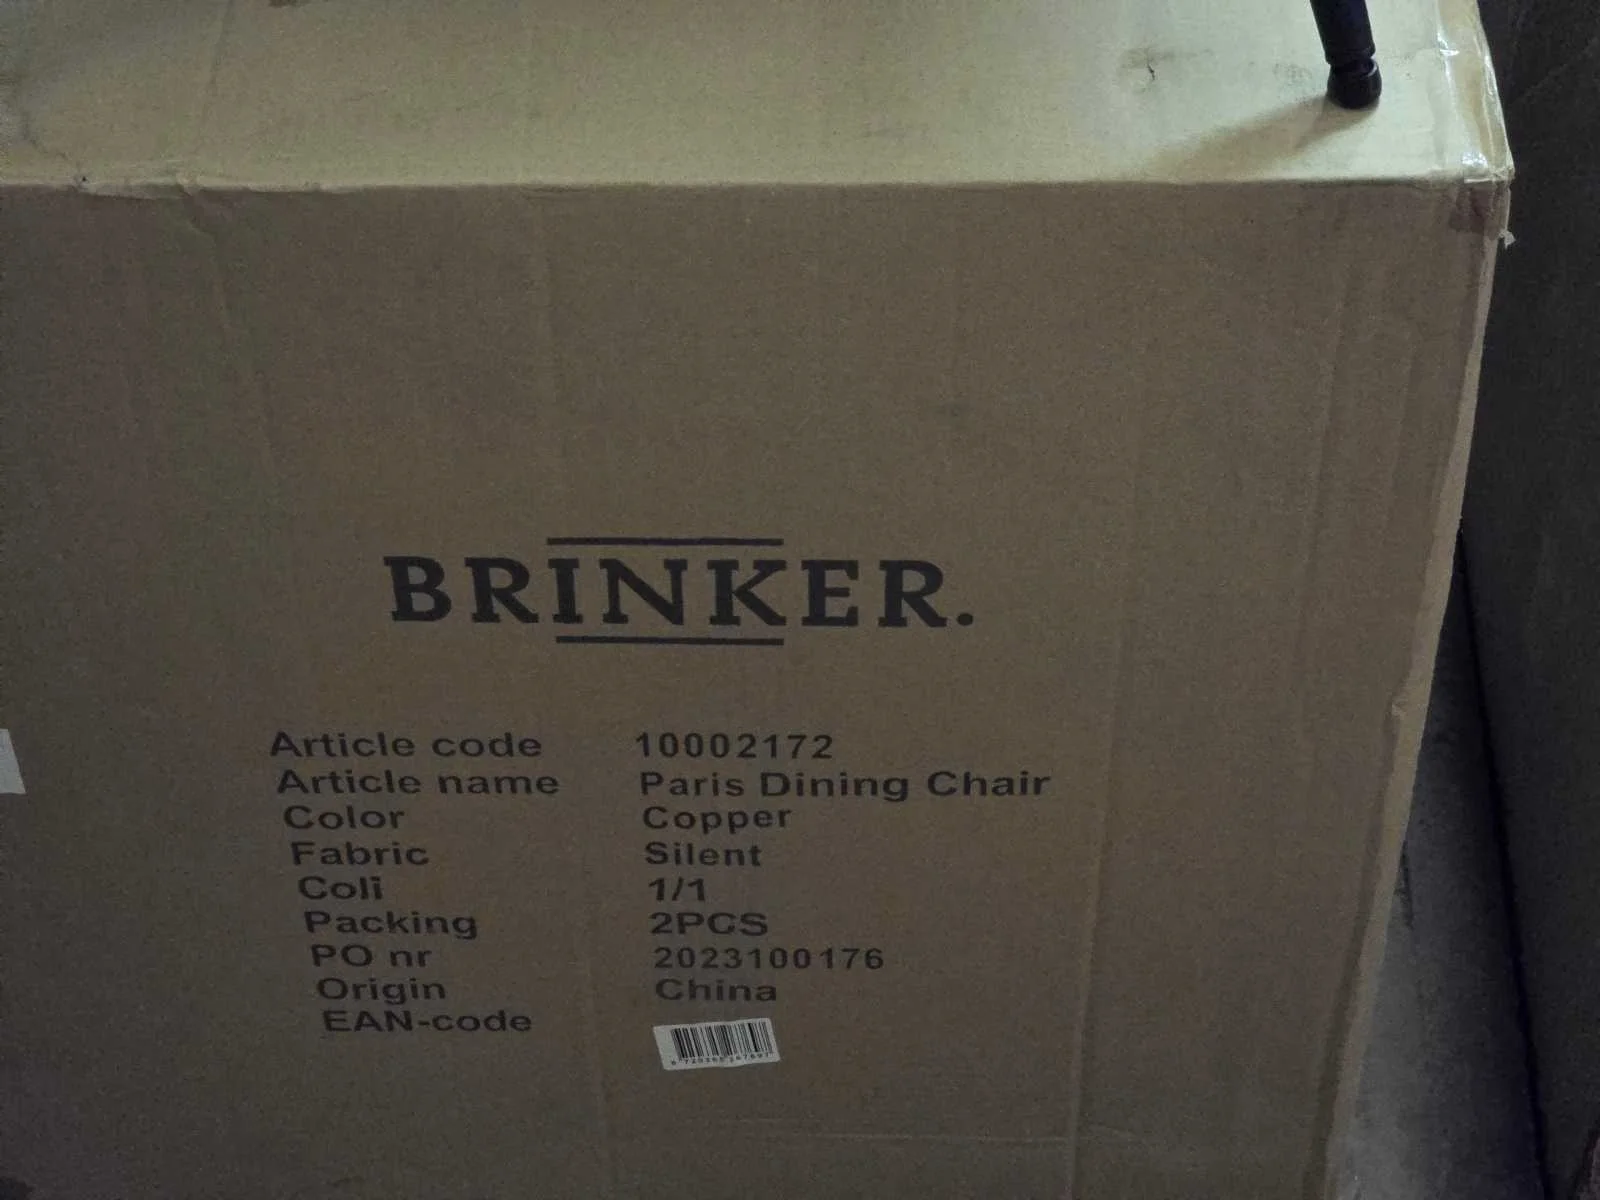 BRINKER.
Article code 10002172
Article name Paris Dining Chair
Color Copper
Fabric Silent
Coli 1/1
Packing 2PCS
PO nr 2023100176
Origin China
EAN-code